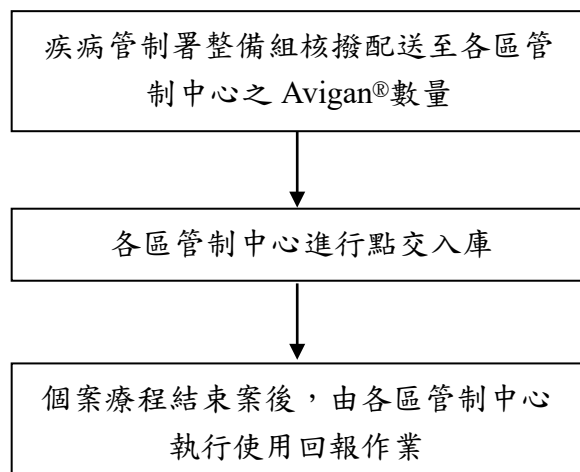 疾病管制署整備組核撥配送至各區管
制中心之 Avigan®數量
各區管制中心進行點交入庫
個案療程結束案後，由各區管制中心
執行使用回報作業